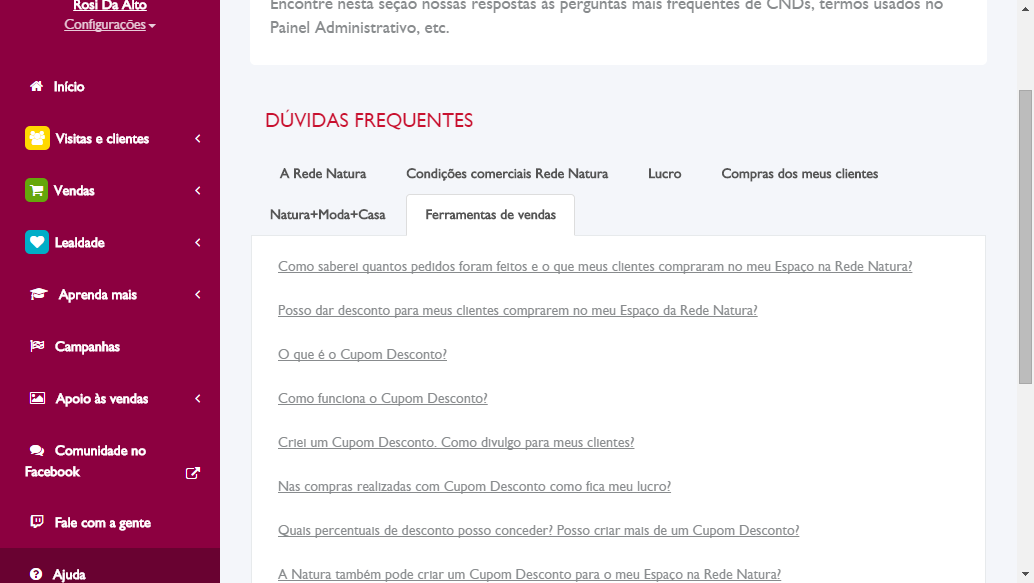 Rosi Da Alto
Configurações
Início
Visitas e clientes
Vendas
Lealdade
Aprenda mais
Campanhas
Apoio às vendas
Comunidade no
Facebook
Fale com a gente
Ajuda
Encontre nesta seção nossas respostas às perguntas mais frequentes de CNDs, termos usados no
Painel Administrativo, etc.
DÚVIDAS FREQUENTES
A Rede Natura
Condições comerciais Rede Natura
Lucro
Compras dos meus clientes
Natura+Moda+Casa
Ferramentas de vendas
Como saberei quantos pedidos foram feitos e o que meus clientes compraram no meu Espaço na Rede Natura?
Posso dar desconto para meus clientes comprarem no meu Espaço da Rede Natura?
O que é o Cupom Desconto?
Como funciona o Cupom Desconto?
Criei um Cupom Desconto. Como divulgo para meus clientes?
Nas compras realizadas com Cupom Desconto como fica meu lucro?
Quais percentuais de desconto posso conceder? Posso criar mais de um Cupom Desconto?
A Natura também pode criar um Cupom Desconto para o meu Espaço na Rede Natura?